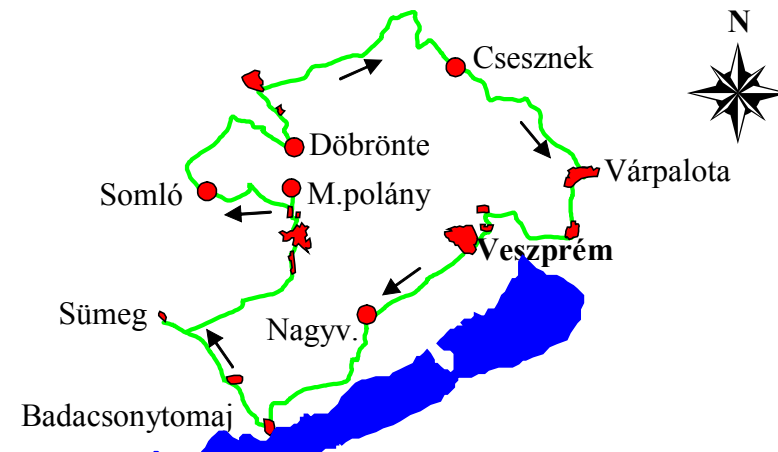 N
Csesznek
Döbrönte
Várpalota
Somló
M.polány
Veszprém
Sümeg
Nagyv.
Badacsonytomaj